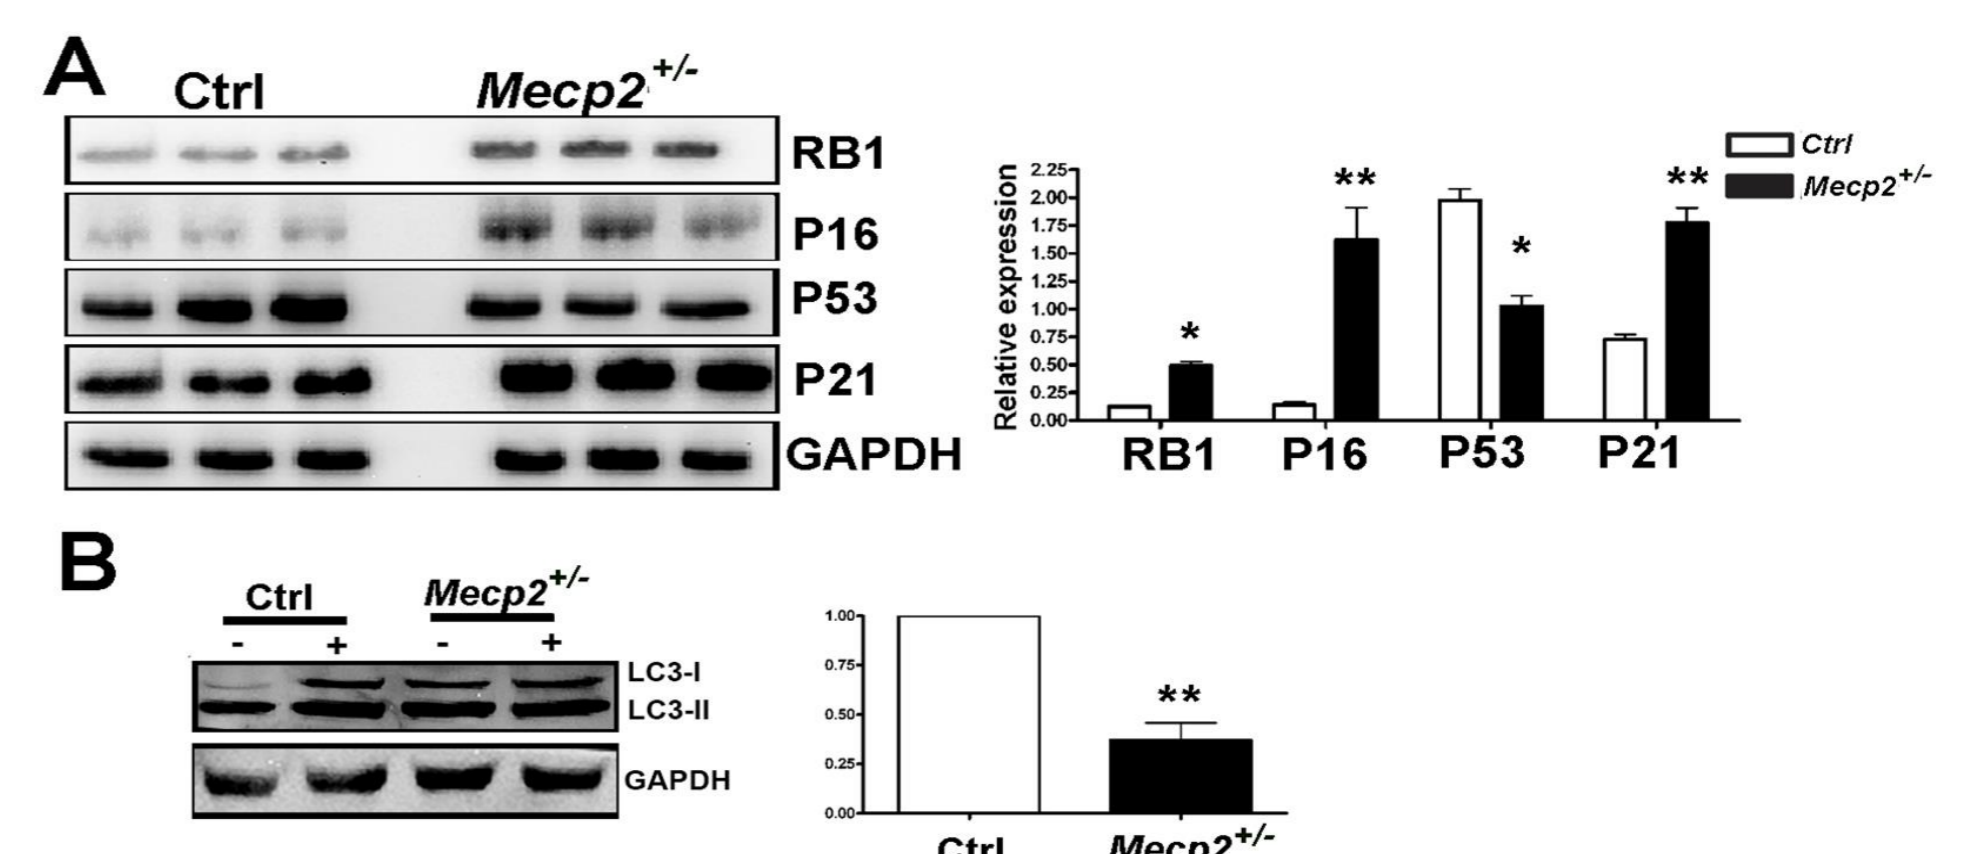 A
Ctrl Mecp2+/-
RB1
P16
P53
P21
GAPDH
Ctrl
Mecp2+/-
Relative expression
2.25
2.00
1.75
1.50
1.25
1.00
0.75
0.50
0.25
0.00
* ** * **
RB1 P16 P53 P21
B
Ctrl Mecp2+/-
- + - +
LC3-I
LC3-II
GAPDH
1.00
0.75
0.50
0.25
0.00
**
Ctrl Mecp2+/-